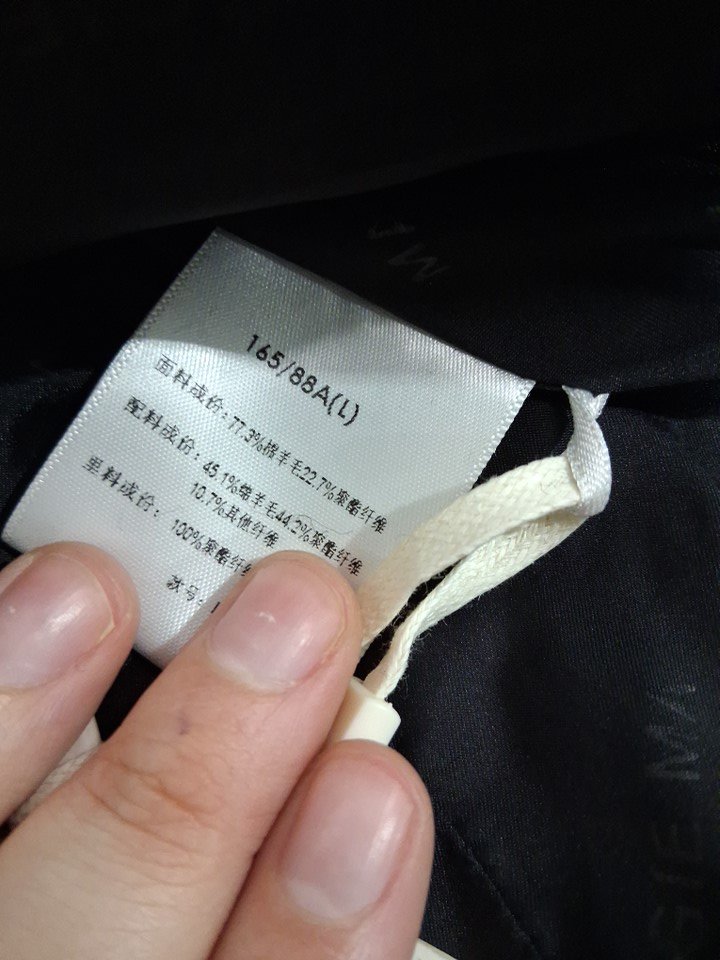 165/88A(L)
面料成份：77.3%绵羊毛22.7%聚酯纤维
配料成份：45.1%绵羊毛44.2%聚酯纤维
10.7%其他纤维
里料成份：100%聚酯纤
款号：
MA